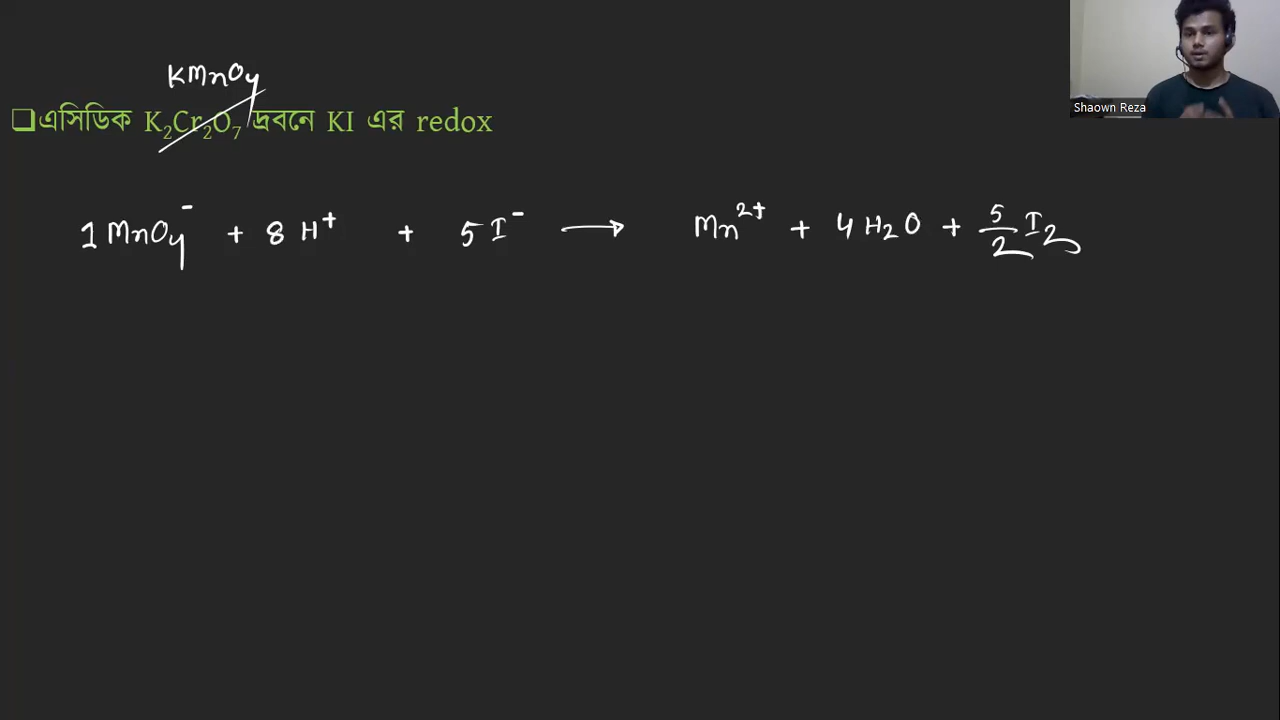 KMnO4
❑এসিডিক K₂Cr₂O₇ দ্রবনে KI এর redox
Shaown Reza
1 MnO4⁻ + 8 H⁺ + 5 I⁻ ⟶ Mn²⁺ + 4 H₂O + 5/2 I₂